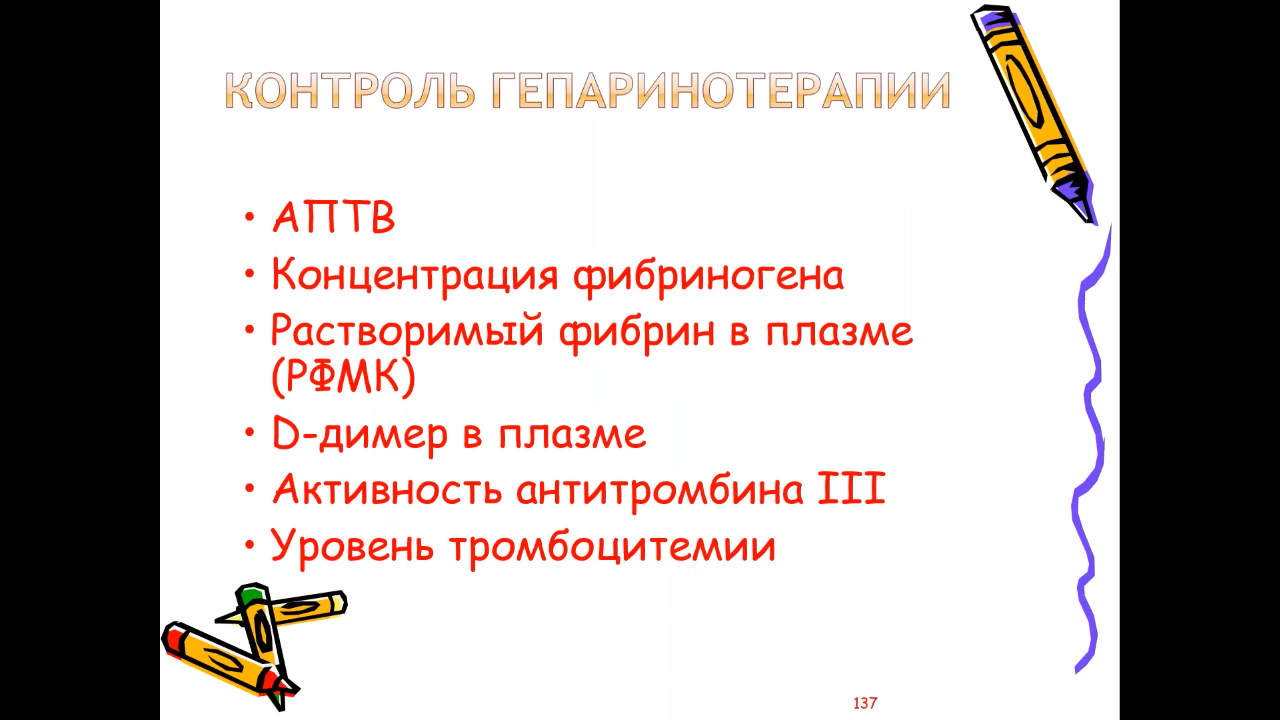 КОНТРОЛЬ ГЕПАРИНОТЕРАПИИ
• АПТВ
• Концентрация фибриногена
• Растворимый фибрин в плазме
(РФМК)
• D-димер в плазме
• Активность антитромбина III
• Уровень тромбоцитемии
137